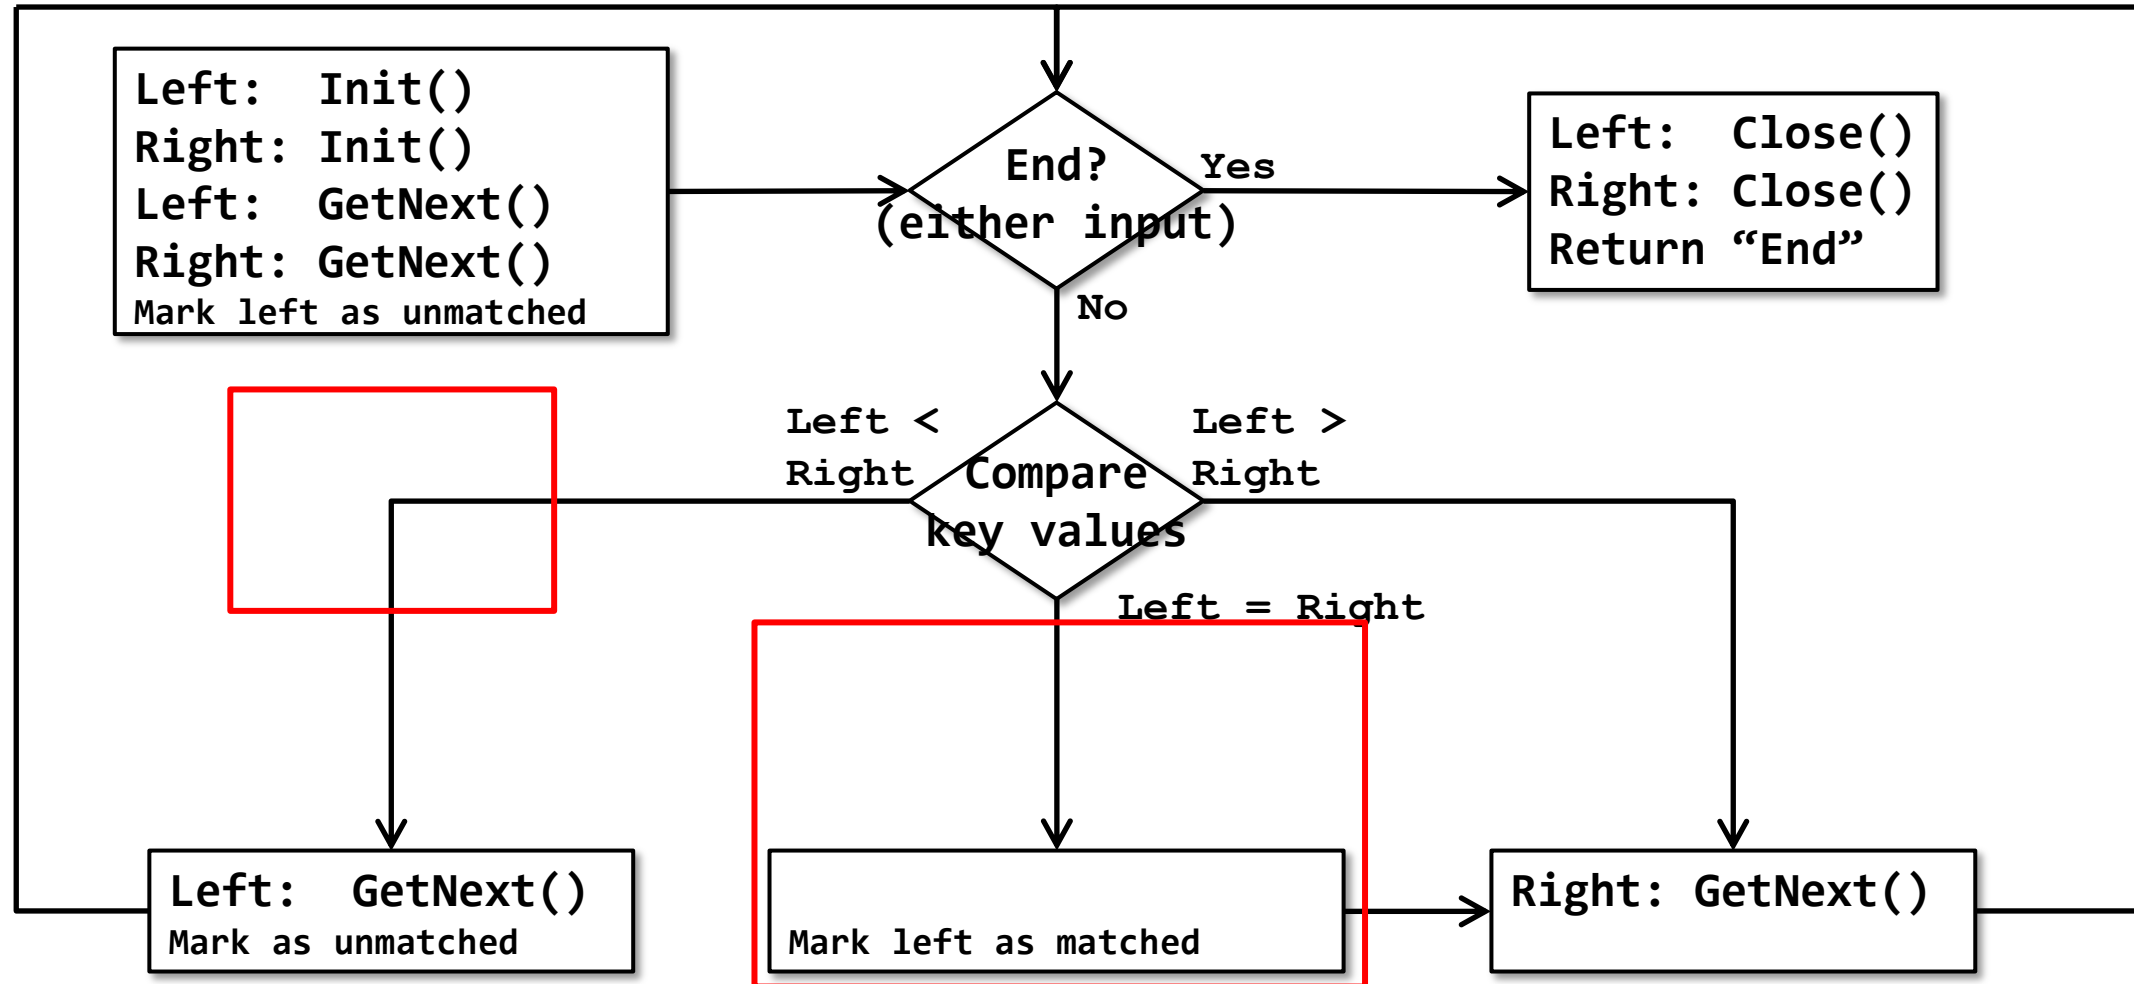 Left:  Init()
Right: Init()
Left:  GetNext()
Right: GetNext()
Mark left as unmatched
End?
(either input)
Yes
Left:  Close()
Right: Close()
Return “End”
No
Left <
Right
Compare
key values
Left >
Right
Left = Right
Left:  GetNext()
Mark as unmatched
Mark left as matched
Right: GetNext()